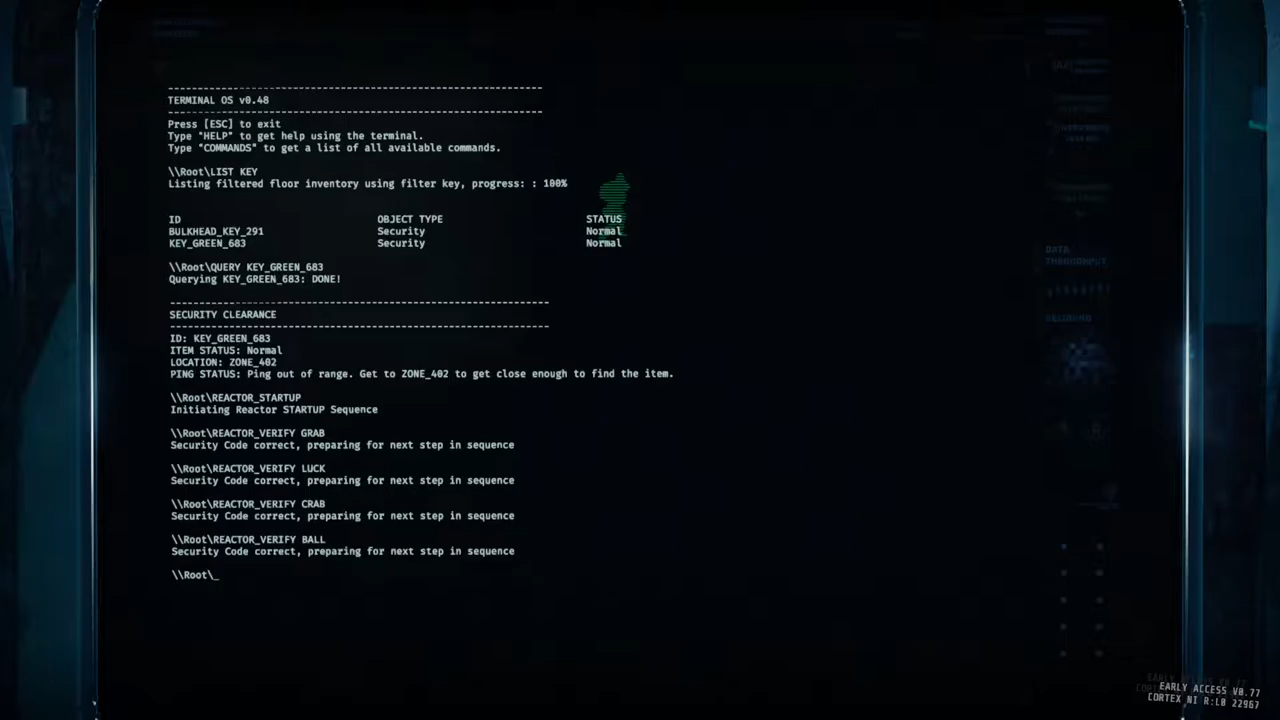 ------------------------------------------------------------------
TERMINAL OS v0.48
------------------------------------------------------------------
Press [ESC] to exit
Type "HELP" to get help using the terminal.
Type "COMMANDS" to get a list of all available commands.
\\Root\LIST KEY
Listing filtered floor inventory using filter key, progress: : 100%
ID OBJECT TYPE STATUS
BULKHEAD_KEY_291 Security Normal
KEY_GREEN_683 Security Normal
\\Root\QUERY KEY_GREEN_683
Querying KEY_GREEN_683: DONE!
------------------------------------------------------------------
SECURITY CLEARANCE
------------------------------------------------------------------
ID: KEY_GREEN_683
ITEM STATUS: Normal
LOCATION: ZONE_402
PING STATUS: Ping out of range. Get to ZONE_402 to get close enough to find the item.
\\Root\REACTOR_STARTUP
Initiating Reactor STARTUP Sequence
\\Root\REACTOR_VERIFY GRAB
Security Code correct, preparing for next step in sequence
\\Root\REACTOR_VERIFY LUCK
Security Code correct, preparing for next step in sequence
\\Root\REACTOR_VERIFY CRAB
Security Code correct, preparing for next step in sequence
\\Root\REACTOR_VERIFY BALL
Security Code correct, preparing for next step in sequence
\\Root\_
DATA
THROUGHPUT
EARLY ACCESS V0.77
CORTEX NI R:L0 22967